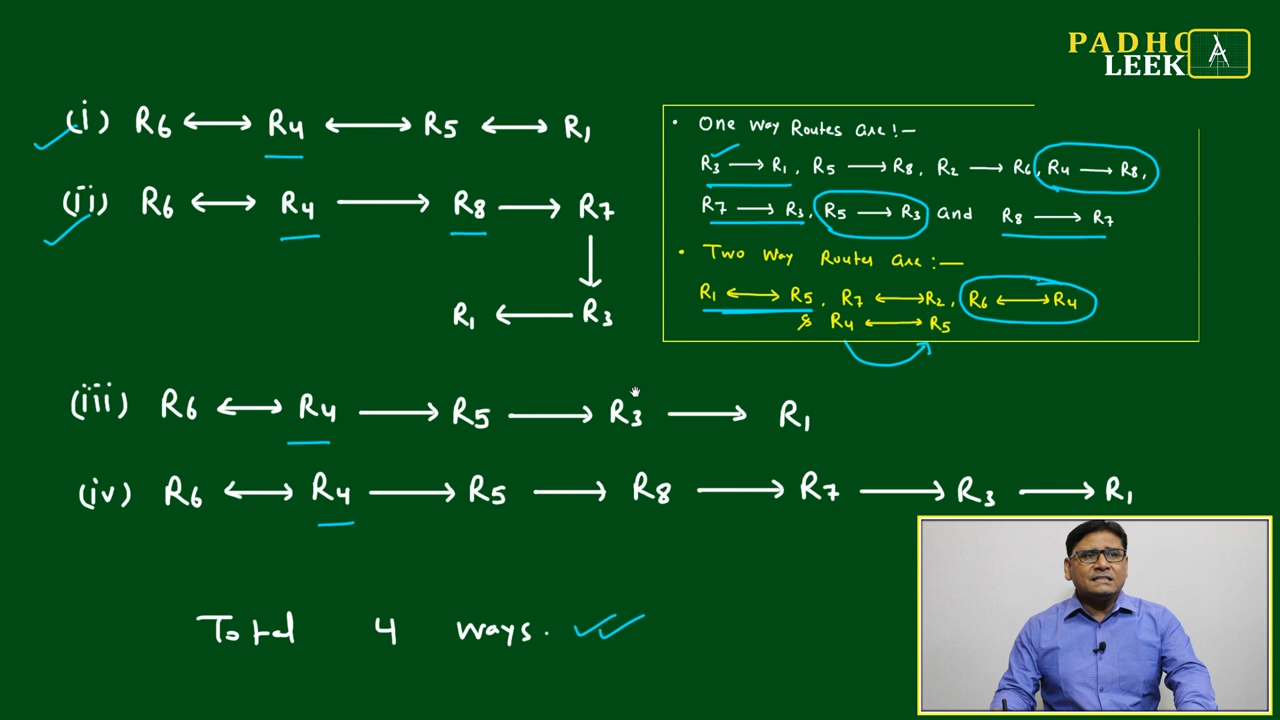 PADHO
LEEK
(i) R6 ⟷ R4 ⟷ R5 ⟷ R1
(ii) R6 ⟷ R4 ⟶ R8 ⟶ R7
R1 ⟵ R3
• One Way Routes are :-
R3 ⟶ R1, R5 ⟶ R8, R2 ⟶ R6, R4 ⟶ R8,
R7 ⟶ R3, R5 ⟶ R3 and R8 ⟶ R7
• Two Way Routes are :—
R1 ⟷ R5, R7 ⟷ R2, R6 ⟷ R4
& R4 ⟷ R5
(iii) R6 ⟷ R4 ⟶ R5 ⟶ R3 ⟶ R1
(iv) R6 ⟷ R4 ⟶ R5 ⟶ R8 ⟶ R7 ⟶ R3 ⟶ R1
Total 4 ways.